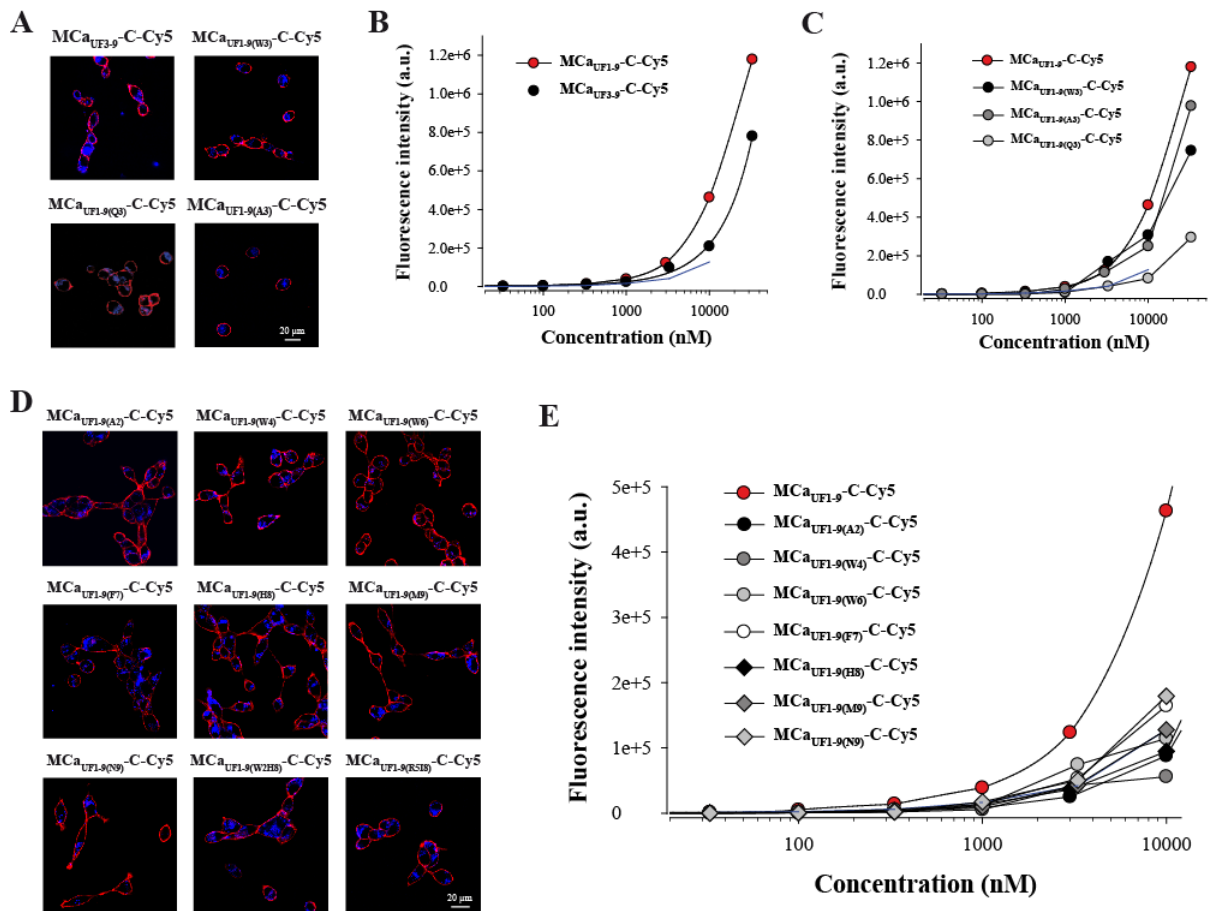 A
MCaUF3-9-C-Cy5
MCaUF1-9(W3)-C-Cy5
MCaUF1-9(Q3)-C-Cy5
MCaUF1-9(A3)-C-Cy5
20 µm
B
Fluorescence intensity (a.u.)
1.2e+6
1.0e+6
8.0e+5
6.0e+5
4.0e+5
2.0e+5
0.0
MCaUF1-9-C-Cy5
MCaUF3-9-C-Cy5
100
1000
10000
Concentration (nM)
C
Fluorescence intensity (a.u.)
1.2e+6
1.0e+6
8.0e+5
6.0e+5
4.0e+5
2.0e+5
0.0
MCaUF1-9-C-Cy5
MCaUF1-9(W3)-C-Cy5
MCaUF1-9(A3)-C-Cy5
MCaUF1-9(Q3)-C-Cy5
100
1000
10000
Concentration (nM)
D
MCaUF1-9(A2)-C-Cy5
MCaUF1-9(W4)-C-Cy5
MCaUF1-9(W6)-C-Cy5
MCaUF1-9(F7)-C-Cy5
MCaUF1-9(H8)-C-Cy5
MCaUF1-9(M9)-C-Cy5
MCaUF1-9(N9)-C-Cy5
MCaUF1-9(W2H8)-C-Cy5
MCaUF1-9(R5I8)-C-Cy5
20 µm
E
Fluorescence intensity (a.u.)
5e+5
4e+5
3e+5
2e+5
1e+5
0
MCaUF1-9-C-Cy5
MCaUF1-9(A2)-C-Cy5
MCaUF1-9(W4)-C-Cy5
MCaUF1-9(W6)-C-Cy5
MCaUF1-9(F7)-C-Cy5
MCaUF1-9(H8)-C-Cy5
MCaUF1-9(M9)-C-Cy5
MCaUF1-9(N9)-C-Cy5
100
1000
10000
Concentration (nM)